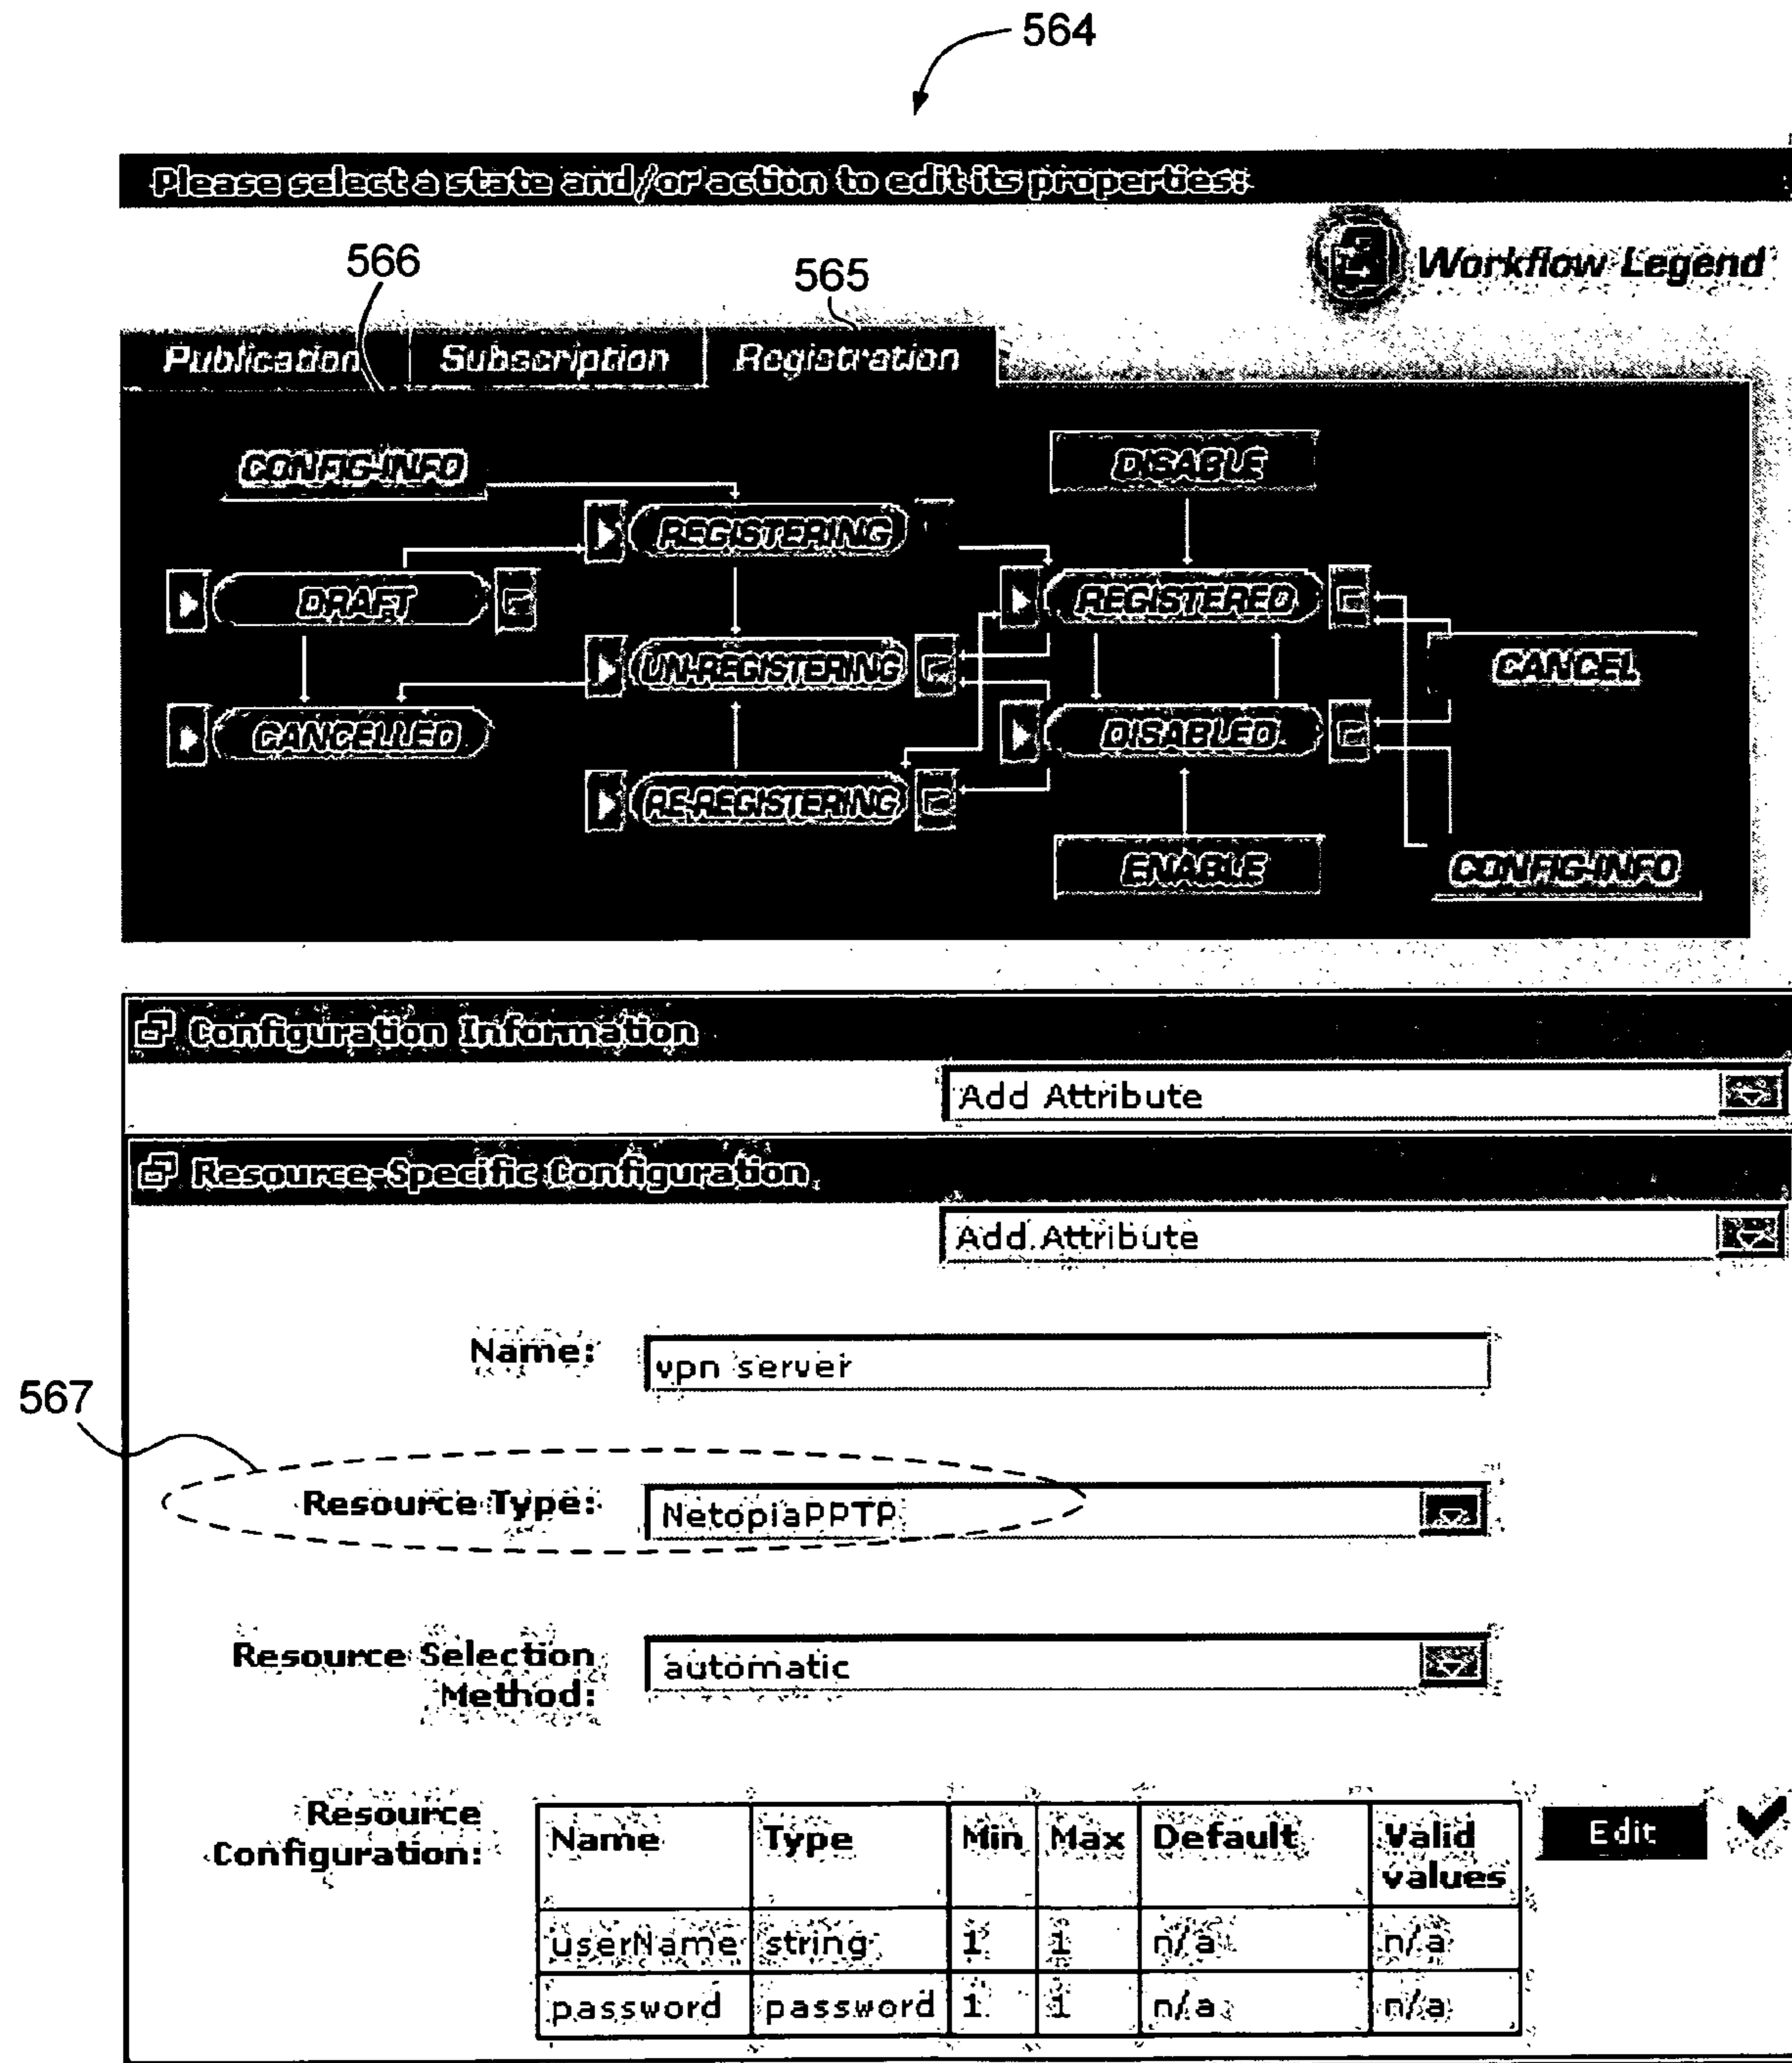 564
Please select a state and/or action to edit its properties:
Workflow Legend
566
565
Publication Subscription Registration
CONFIG-INFO
DISABLE
REGISTERING
DRAFT
REGISTERED
UN-REGISTERING
CANCEL
CANCELLED
DISABLED
RE-REGISTERING
ENABLE
CONFIG-INFO
Configuration Information
Add Attribute
Resource-Specific Configuration
Add Attribute
Name: vpn server
567
Resource Type: NetopiaPPTP
Resource Selection Method: automatic
Resource Configuration:
Name Type Min Max Default Valid values
Edit
userName string 1 1 n/a n/a
password password 1 1 n/a n/a